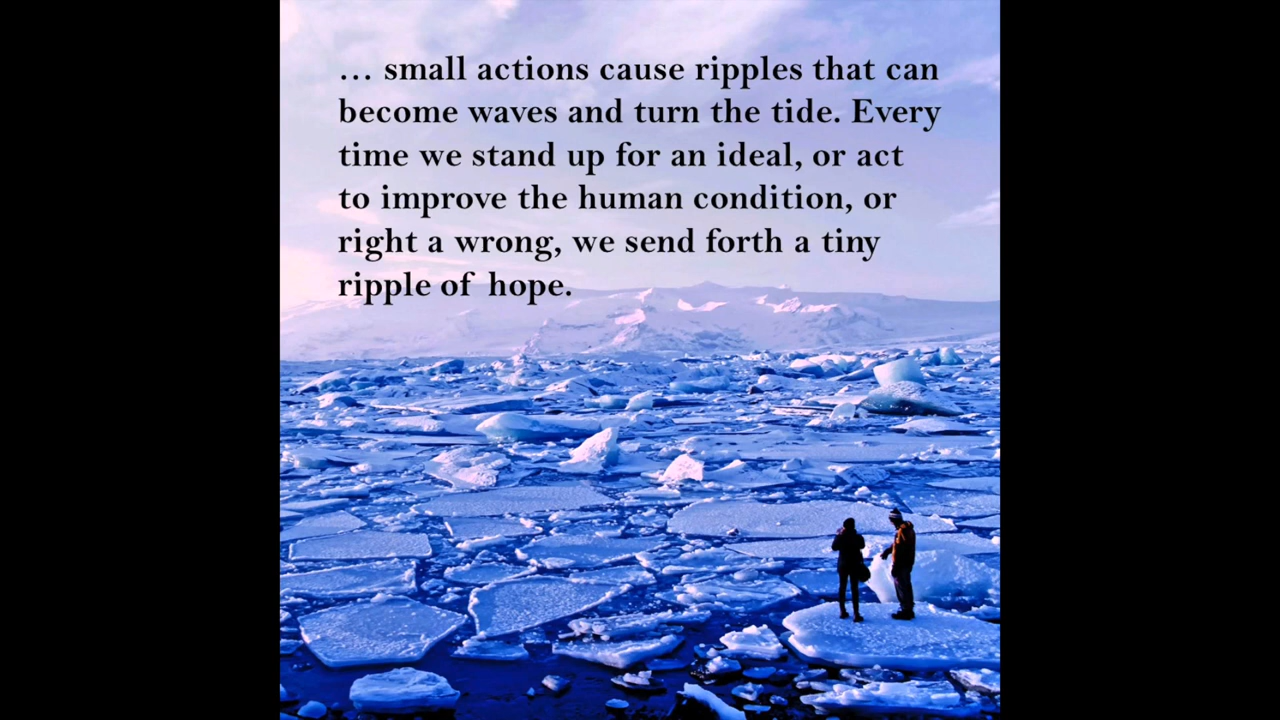 … small actions cause ripples that can
become waves and turn the tide. Every
time we stand up for an ideal, or act
to improve the human condition, or
right a wrong, we send forth a tiny
ripple of hope.